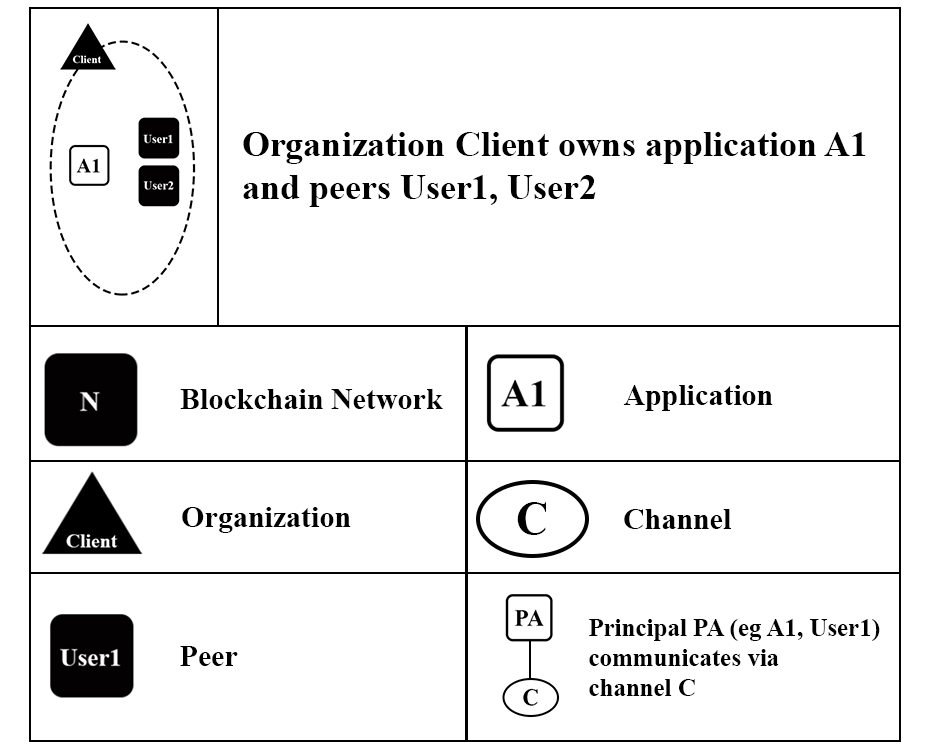 Client
User1
A1
User2
Organization Client owns application A1
and peers User1, User2
N
Blockchain Network
A1
Application
Client
Organization
C
Channel
User1
Peer
PA
C
Principal PA (eg A1, User1)
communicates via
channel C